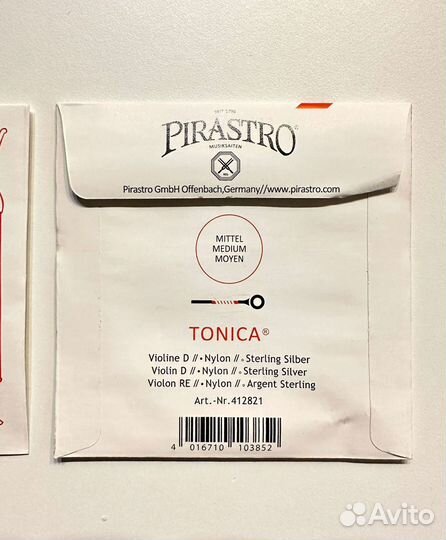 SEIT 1798
PIRASTRO®
MUSIKSAITEN
Pirastro GmbH Offenbach,Germany//www.pirastro.com
MITTEL
MEDIUM
MOYEN
TONICA®
Violine D // • Nylon // ◦ Sterling Silber
Violin D // • Nylon // ◦ Sterling Silver
Violon RE // • Nylon // ◦ Argent Sterling
Art.-Nr.412821
4 016710 103852
Avito